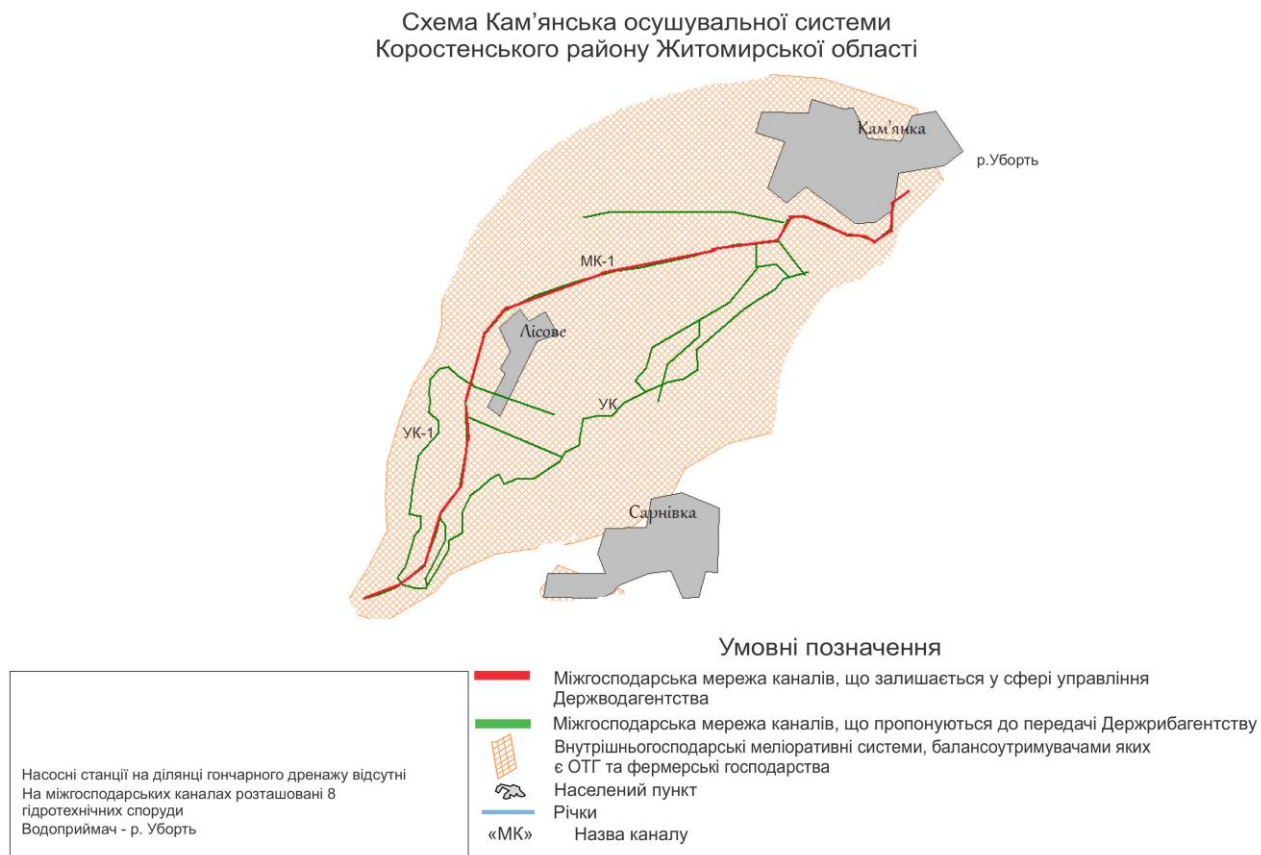 Схема Кам’янська осушувальної системи
Коростенського району Житомирської області
Кам’янка
р.Уборть
МК-1
Лісове
УК
УК-1
Сарнівка
Умовні позначення
Міжгосподарська мережа каналів, що залишається у сфері управління
Держводагентства
Міжгосподарська мережа каналів, що пропонуються до передачі Держрибагентству
Внутрішньогосподарські меліоративні системи, балансоутримувачами яких
є ОТГ та фермерські господарства
Населений пункт
Річки
«МК» Назва каналу
Насосні станції на ділянці гончарного дренажу відсутні
На міжгосподарських каналах розташовані 8
гідротехнічних споруди
Водоприймач - р. Уборть